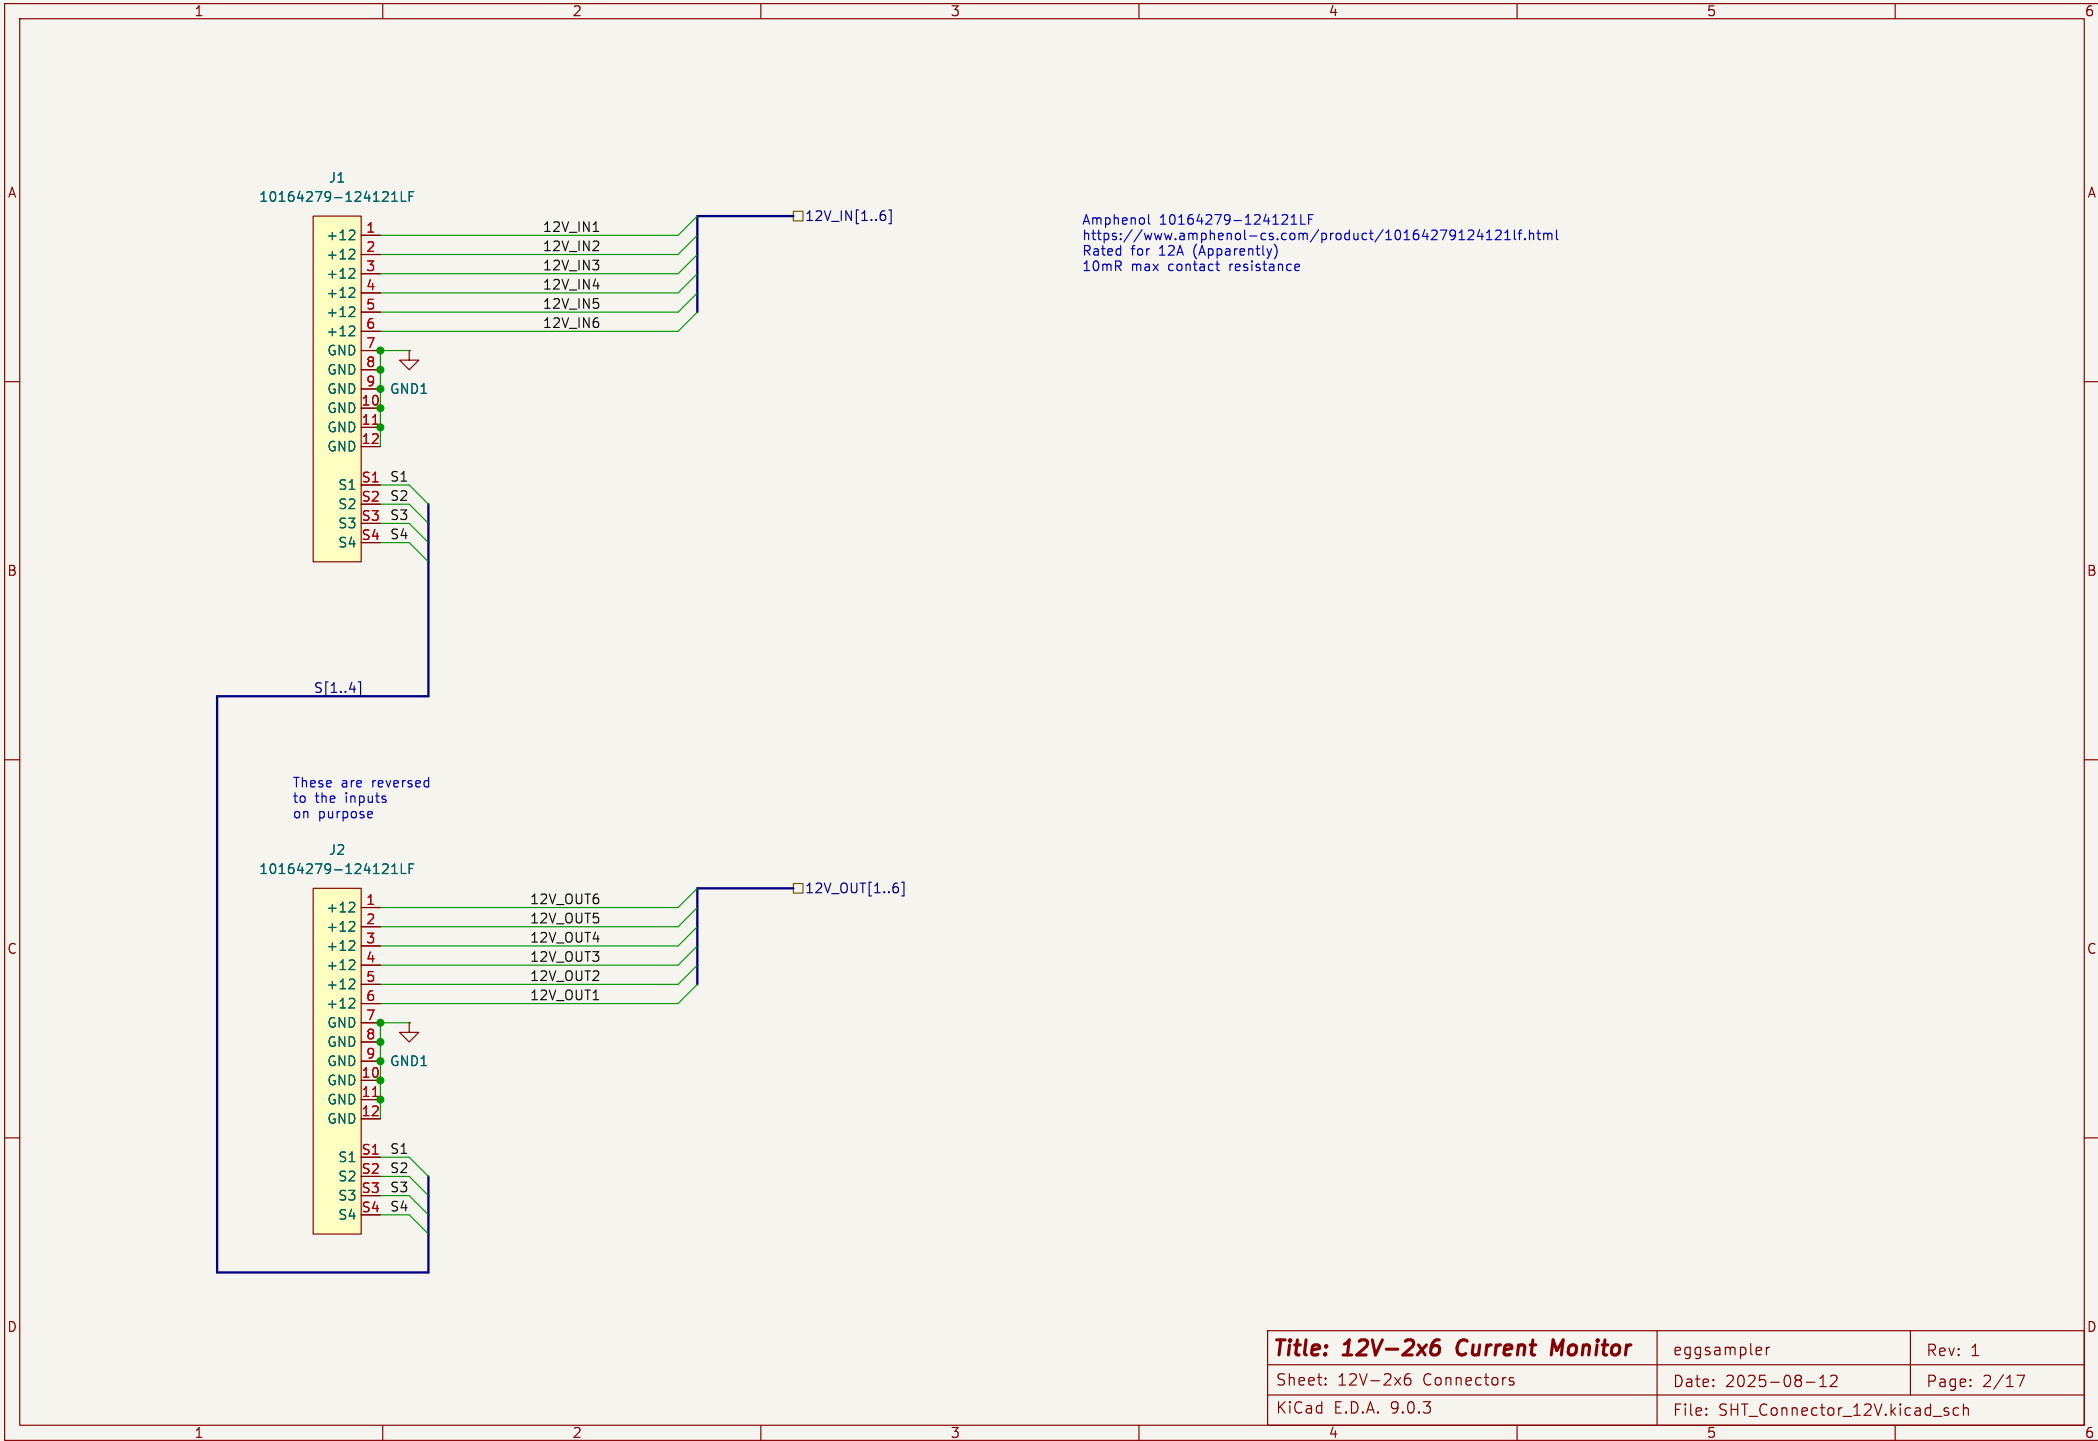 1 2 3 4 5 6
A A
B B
C C
D D
J1
10164279-124121LF
+12 1 12V_IN1
+12 2 12V_IN2
+12 3 12V_IN3
+12 4 12V_IN4
+12 5 12V_IN5
+12 6 12V_IN6
12V_IN[1..6]
GND 7
GND 8
GND 9 GND1
GND 10
GND 11
GND 12
S1 S1 S1
S2 S2 S2
S3 S3 S3
S4 S4 S4
Amphenol 10164279-124121LF
https://www.amphenol-cs.com/product/10164279124121lf.html
Rated for 12A (Apparently)
10mR max contact resistance
S[1..4]
These are reversed
to the inputs
on purpose
J2
10164279-124121LF
+12 1 12V_OUT6
+12 2 12V_OUT5
+12 3 12V_OUT4
+12 4 12V_OUT3
+12 5 12V_OUT2
+12 6 12V_OUT1
12V_OUT[1..6]
GND 7
GND 8
GND 9 GND1
GND 10
GND 11
GND 12
S1 S1 S1
S2 S2 S2
S3 S3 S3
S4 S4 S4
Title: 12V-2x6 Current Monitor
eggsampler
Rev: 1
Sheet: 12V-2x6 Connectors
Date: 2025-08-12
Page: 2/17
KiCad E.D.A. 9.0.3
File: SHT_Connector_12V.kicad_sch
1 2 3 4 5 6